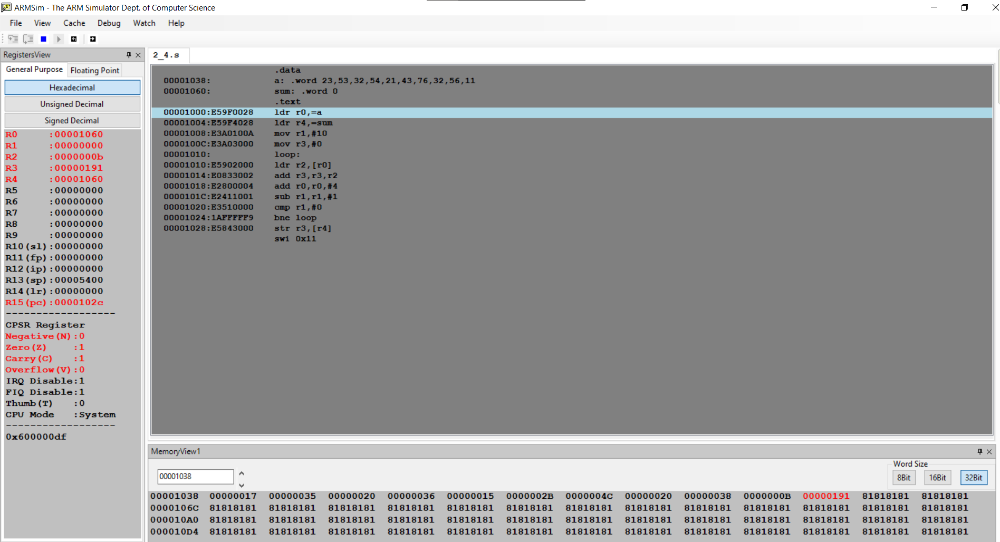 ARMSim - The ARM Simulator Dept. of Computer Science
File View Cache Debug Watch Help
RegistersView
General Purpose Floating Point
Hexadecimal
Unsigned Decimal
Signed Decimal
R0 :00001060
R1 :00000000
R2 :0000000b
R3 :00000191
R4 :00001060
R5 :00000000
R6 :00000000
R7 :00000000
R8 :00000000
R9 :00000000
R10(sl):00000000
R11(fp):00000000
R12(ip):00000000
R13(sp):00005400
R14(lr):00000000
R15(pc):0000102c
-------------------
CPSR Register
Negative(N):0
Zero(Z) :1
Carry(C) :1
Overflow(V):0
IRQ Disable:1
FIQ Disable:1
Thumb(T) :0
CPU Mode :System
-------------------
0x600000df
2_4.s
.data
00001038: a: .word 23,53,32,54,21,43,76,32,56,11
00001060: sum: .word 0
.text
00001000:E59F0028 ldr r0,=a
00001004:E59F4028 ldr r4,=sum
00001008:E3A0100A mov r1,#10
0000100C:E3A03000 mov r3,#0
00001010: loop:
00001010:E5902000 ldr r2,[r0]
00001014:E0833002 add r3,r3,r2
00001018:E2800004 add r0,r0,#4
0000101C:E2411001 sub r1,r1,#1
00001020:E3510000 cmp r1,#0
00001024:1AFFFFF9 bne loop
00001028:E5843000 str r3,[r4]
swi 0x11
MemoryView1
00001038
Word Size
8Bit 16Bit 32Bit
00001038 00000017 00000035 00000020 00000036 00000015 0000002B 0000004C 00000020 00000038 0000000B 00000191 81818181 81818181
0000106C 81818181 81818181 81818181 81818181 81818181 81818181 81818181 81818181 81818181 81818181 81818181 81818181 81818181
000010A0 81818181 81818181 81818181 81818181 81818181 81818181 81818181 81818181 81818181 81818181 81818181 81818181 81818181
000010D4 81818181 81818181 81818181 81818181 81818181 81818181 81818181 81818181 81818181 81818181 81818181 81818181 81818181